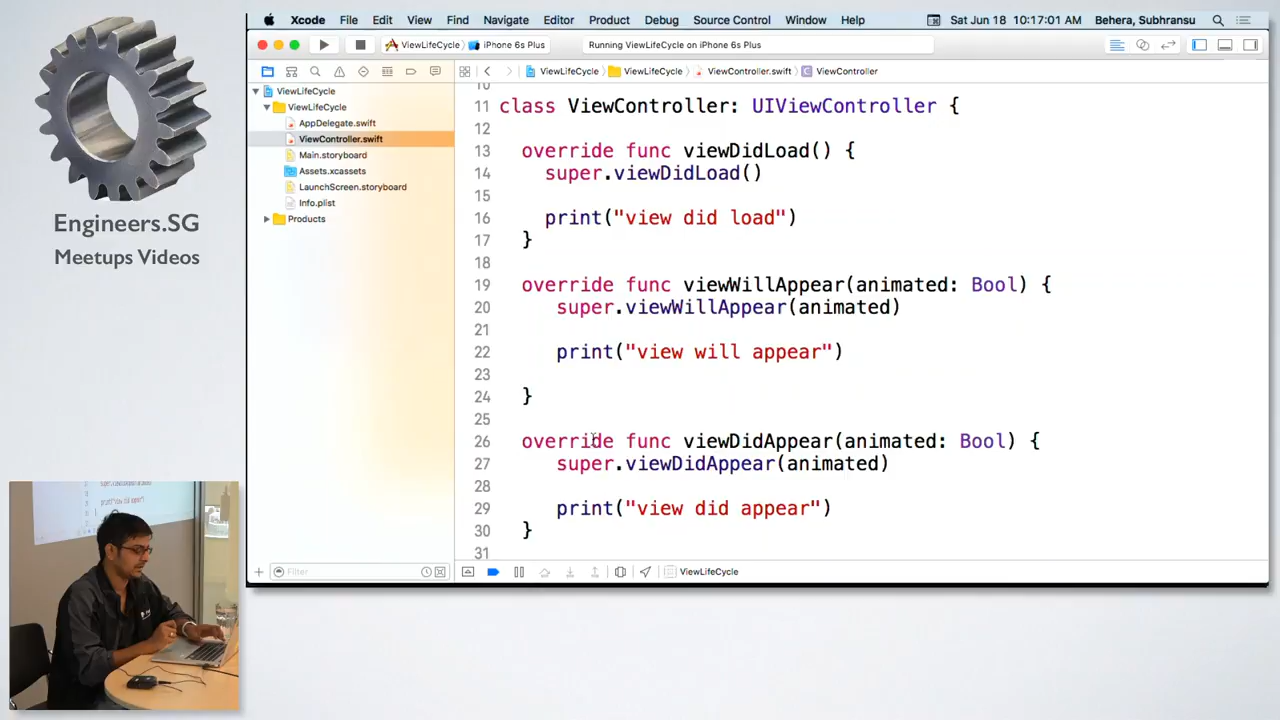 Xcode File Edit View Find Navigate Editor Product Debug Source Control Window Help Sat Jun 18 10:17:01 AM Behera, Subhransu
ViewLifeCycle iPhone 6s Plus Running ViewLifeCycle on iPhone 6s Plus
ViewLifeCycle ViewLifeCycle ViewController.swift ViewController
ViewLifeCycle
ViewLifeCycle
AppDelegate.swift
ViewController.swift
Main.storyboard
Assets.xcassets
LaunchScreen.storyboard
Info.plist
Products
Filter
Engineers.SG
Meetups Videos
10
11 class ViewController: UIViewController {
12
13 override func viewDidLoad() {
14 super.viewDidLoad()
15
16 print("view did load")
17 }
18
19 override func viewWillAppear(animated: Bool) {
20 super.viewWillAppear(animated)
21
22 print("view will appear")
23
24 }
25
26 override func viewDidAppear(animated: Bool) {
27 super.viewDidAppear(animated)
28
29 print("view did appear")
30 }
31
ViewLifeCycle